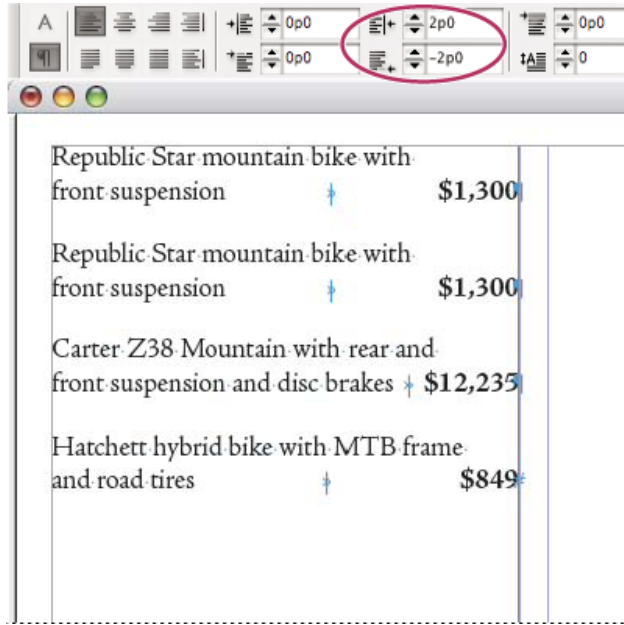 A 0p0 2p0 0p0
¶ 0p0 -2p0 0
Republic Star mountain bike with
front suspension $1,300
Republic Star mountain bike with
front suspension $1,300
Carter Z38 Mountain with rear and
front suspension and disc brakes $12,235
Hatchett hybrid bike with MTB frame
and road tires $849